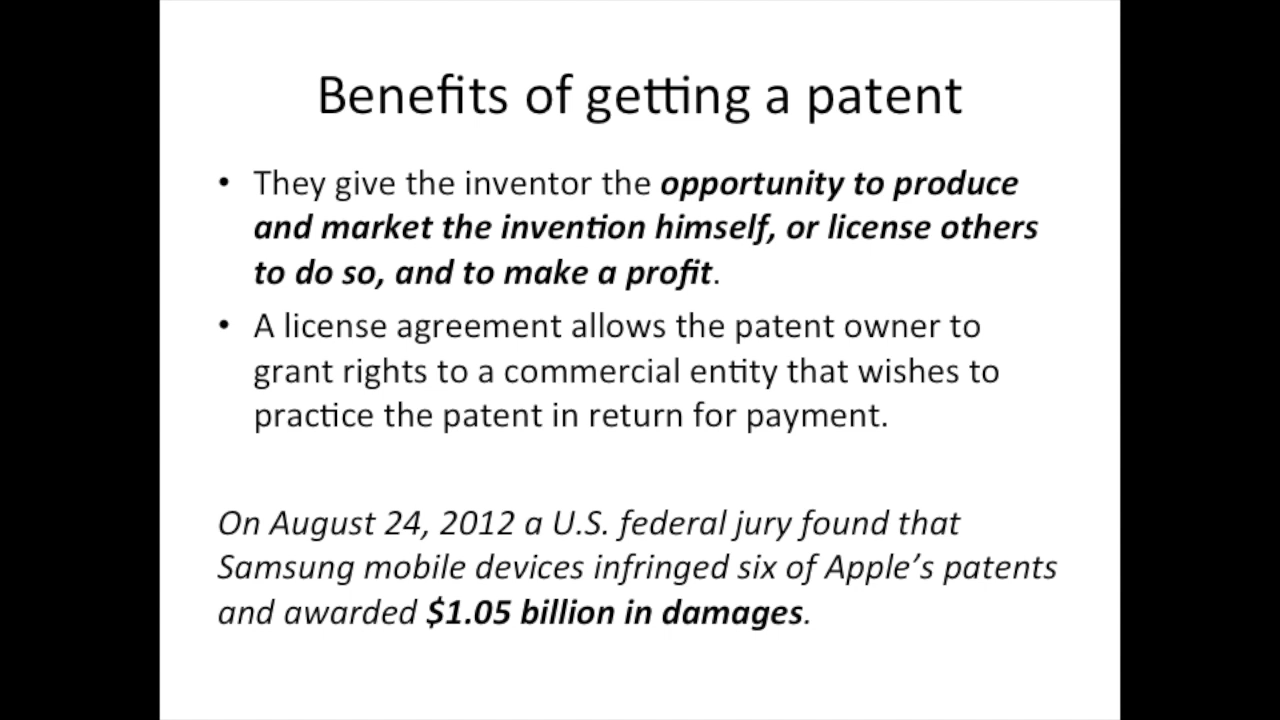 Benefits of getting a patent
• They give the inventor the opportunity to produce
and market the invention himself, or license others
to do so, and to make a profit.
• A license agreement allows the patent owner to
grant rights to a commercial entity that wishes to
practice the patent in return for payment.
On August 24, 2012 a U.S. federal jury found that
Samsung mobile devices infringed six of Apple’s patents
and awarded $1.05 billion in damages.